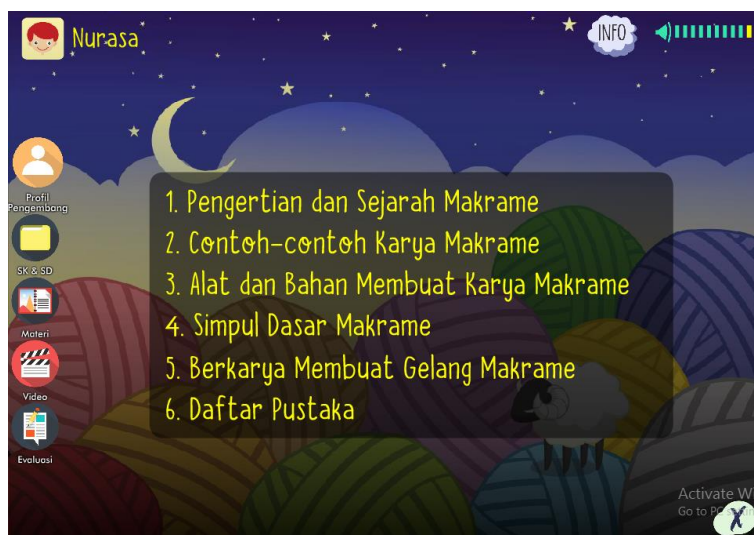 Nurasa
INFO
Profil
Pengembang
SK & SD
Materi
Video
Evaluasi
1. Pengertian dan Sejarah Makrame
2. Contoh-contoh Karya Makrame
3. Alat dan Bahan Membuat Karya Makrame
4. Simpul Dasar Makrame
5. Berkarya Membuat Gelang Makrame
6. Daftar Pustaka
Activate W
Go to PC
X